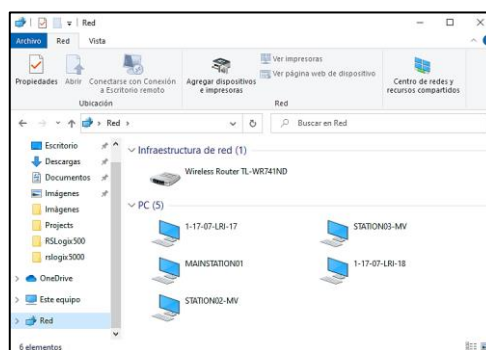 Red
Archivo Red Vista
Propiedades Abrir Conectarse con Conexión a Escritorio remoto
Agregar dispositivos e impresoras
Ver impresoras
Ver página web de dispositivo
Centro de redes y recursos compartidos
Ubicación Red
Red Buscar en Red
Escritorio
Descargas
Documentos
Imágenes
Imágenes
Projects
RSLogix500
rslogix5000
OneDrive
Este equipo
Red
Infraestructura de red (1)
Wireless Router TL-WR741ND
PC (5)
1-17-07-LRI-17 STATION03-MV
MAINSTATION01 1-17-07-LRI-18
STATION02-MV
6 elementos